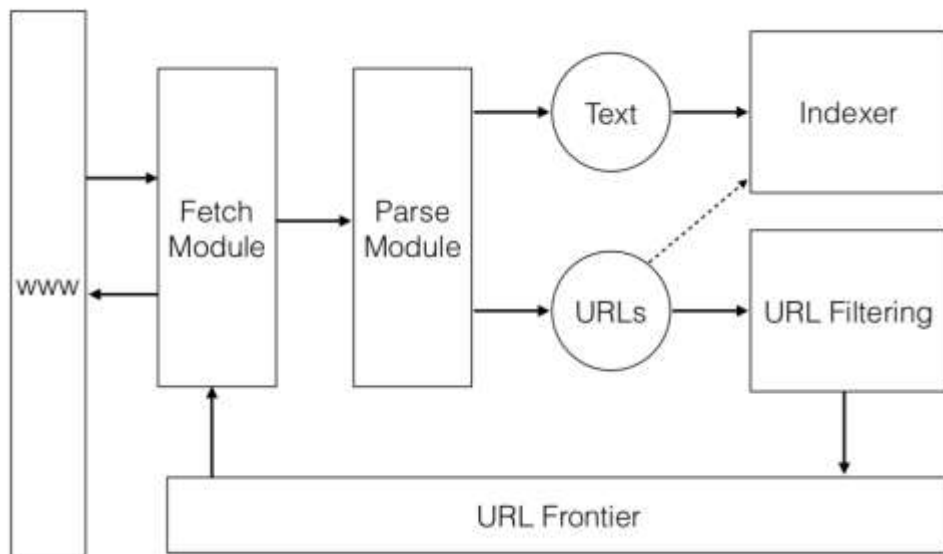 www
Fetch
Module
Parse
Module
Text
URLs
Indexer
URL Filtering
URL Frontier